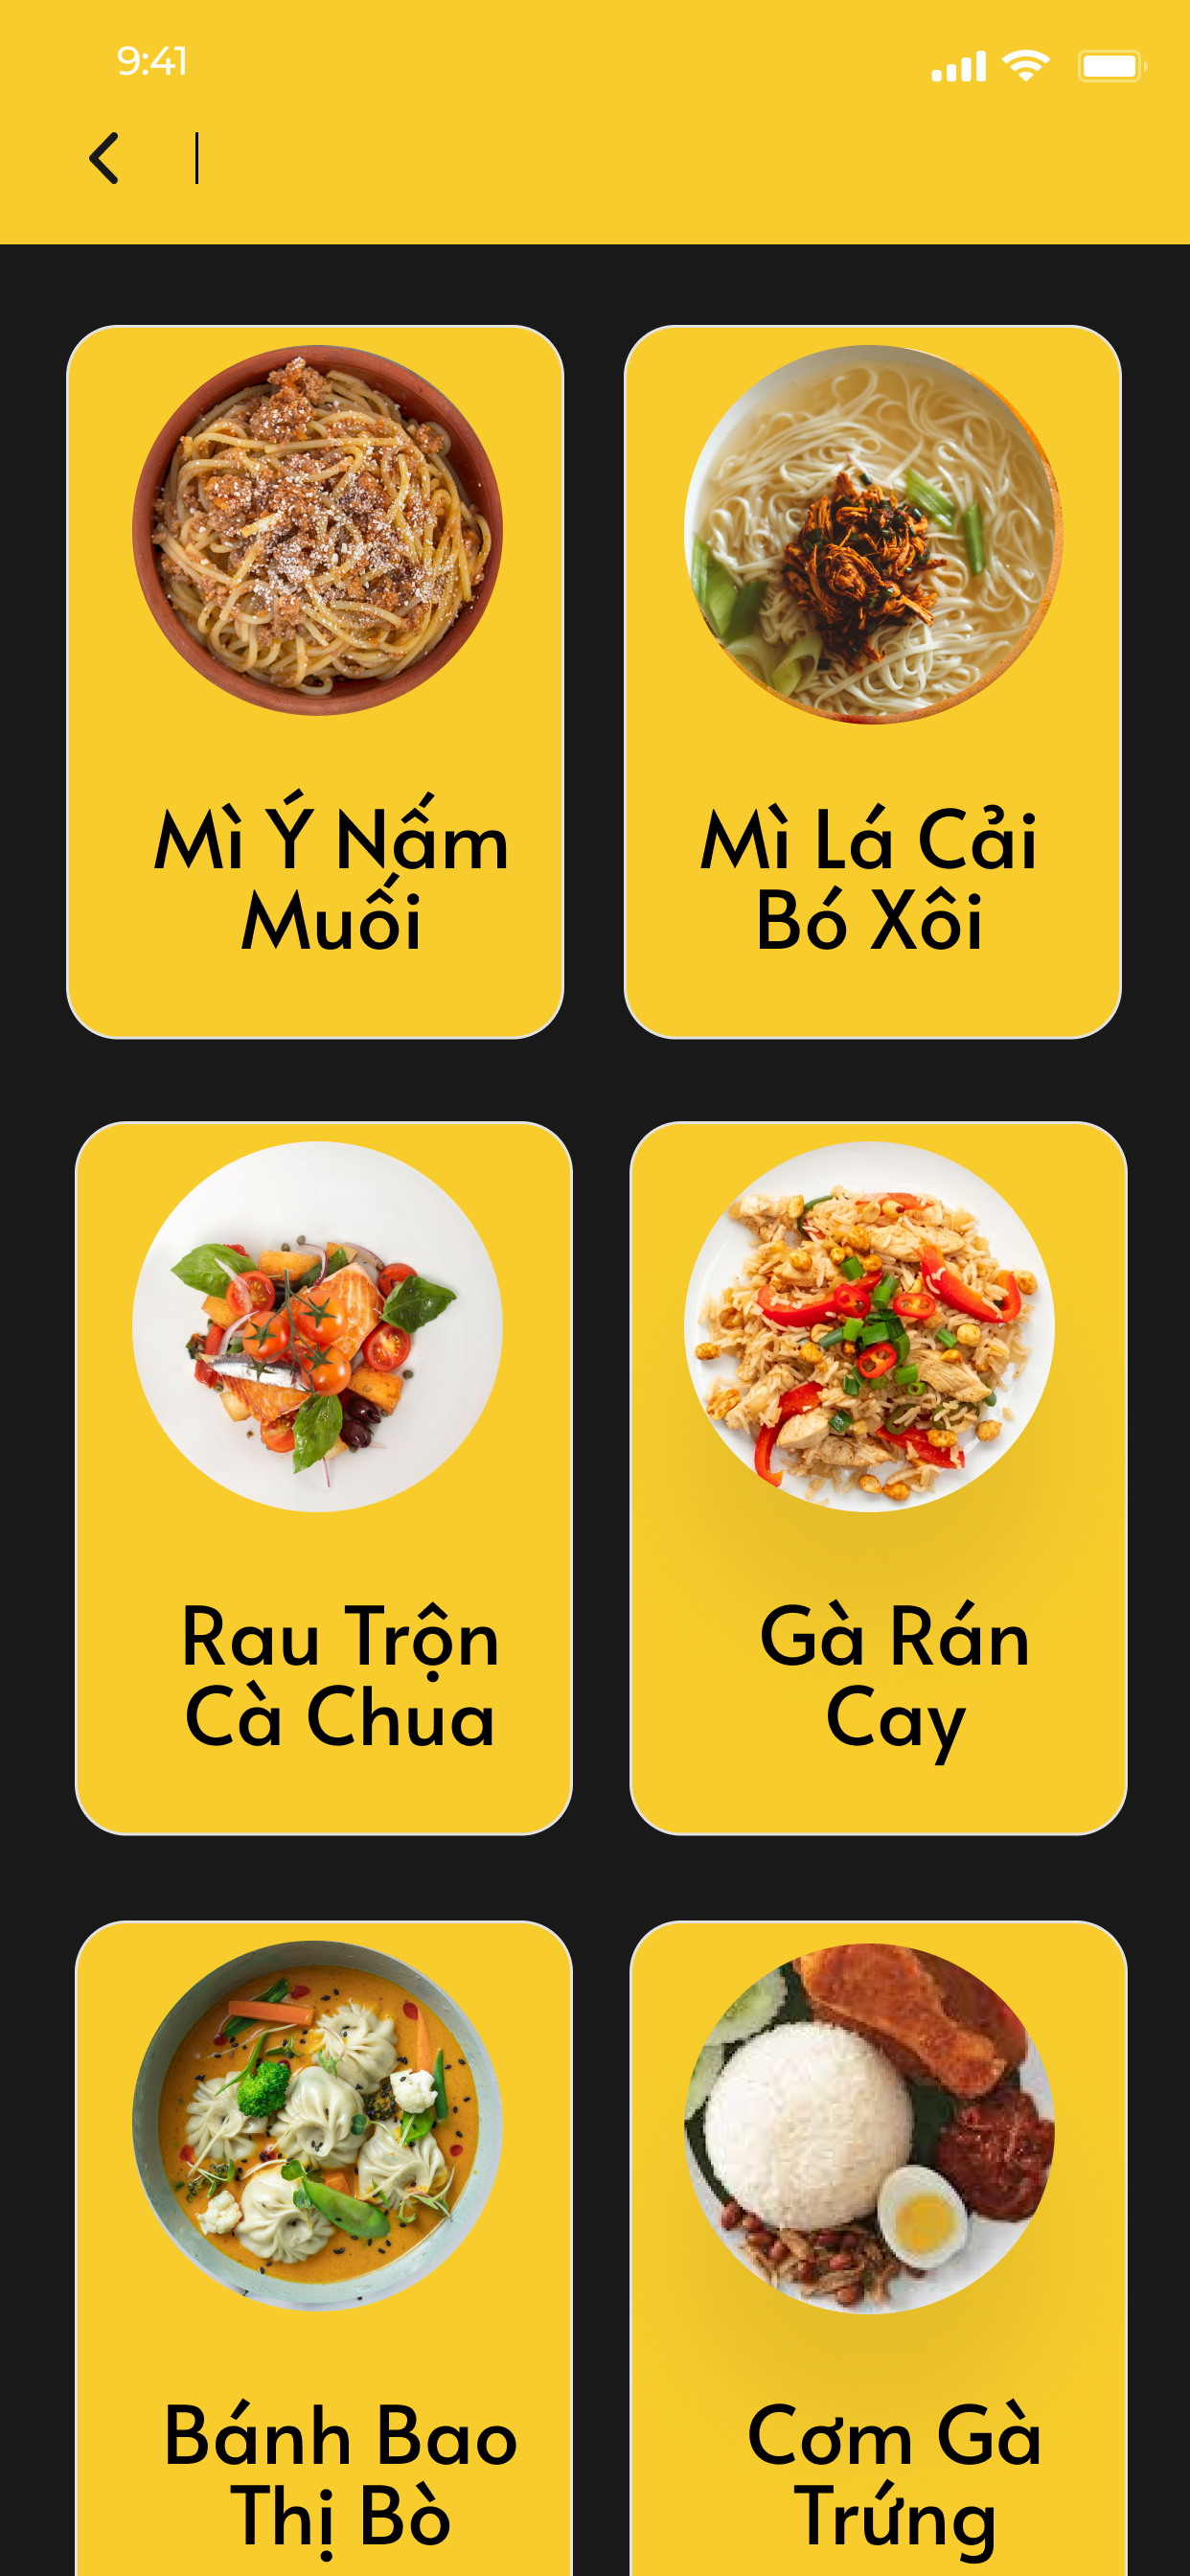 9:41
Mì Ý Nấm
Muối
Mì Lá Cải
Bó Xôi
Rau Trộn
Cà Chua
Gà Rán
Cay
Bánh Bao
Thị Bò
Cơm Gà
Trứng